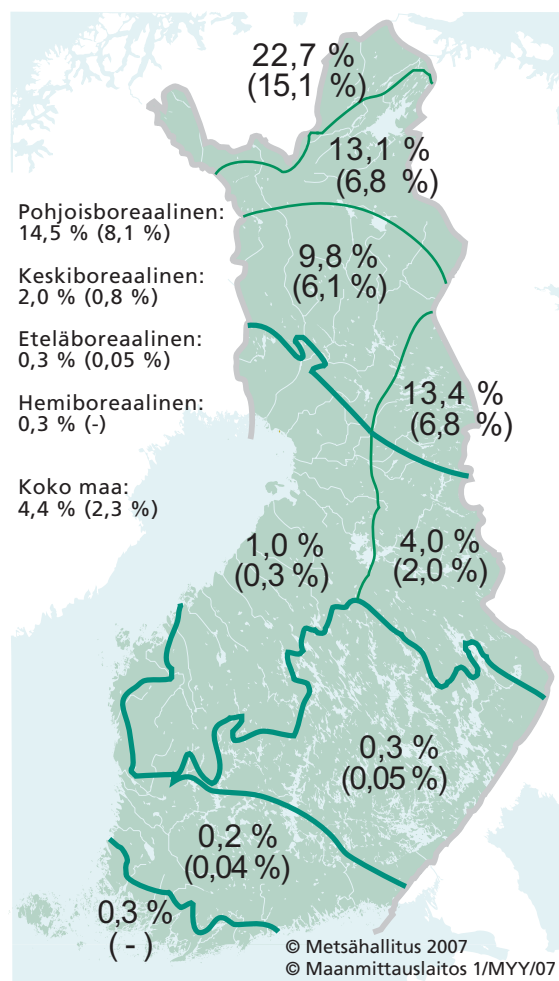 22,7 %
(15,1 %)
13,1 %
(6,8 %)
Pohjoisboreaalinen:
14,5 % (8,1 %)
9,8 %
(6,1 %)
Keskiboreaalinen:
2,0 % (0,8 %)
Eteläboreaalinen:
0,3 % (0,05 %)
13,4 %
(6,8 %)
Hemiboreaalinen:
0,3 % (-)
Koko maa:
4,4 % (2,3 %)
1,0 %
(0,3 %)
4,0 %
(2,0 %)
0,3 %
(0,05 %)
0,2 %
(0,04 %)
0,3 %
( - )
© Metsähallitus 2007
© Maanmittauslaitos 1/MYY/07